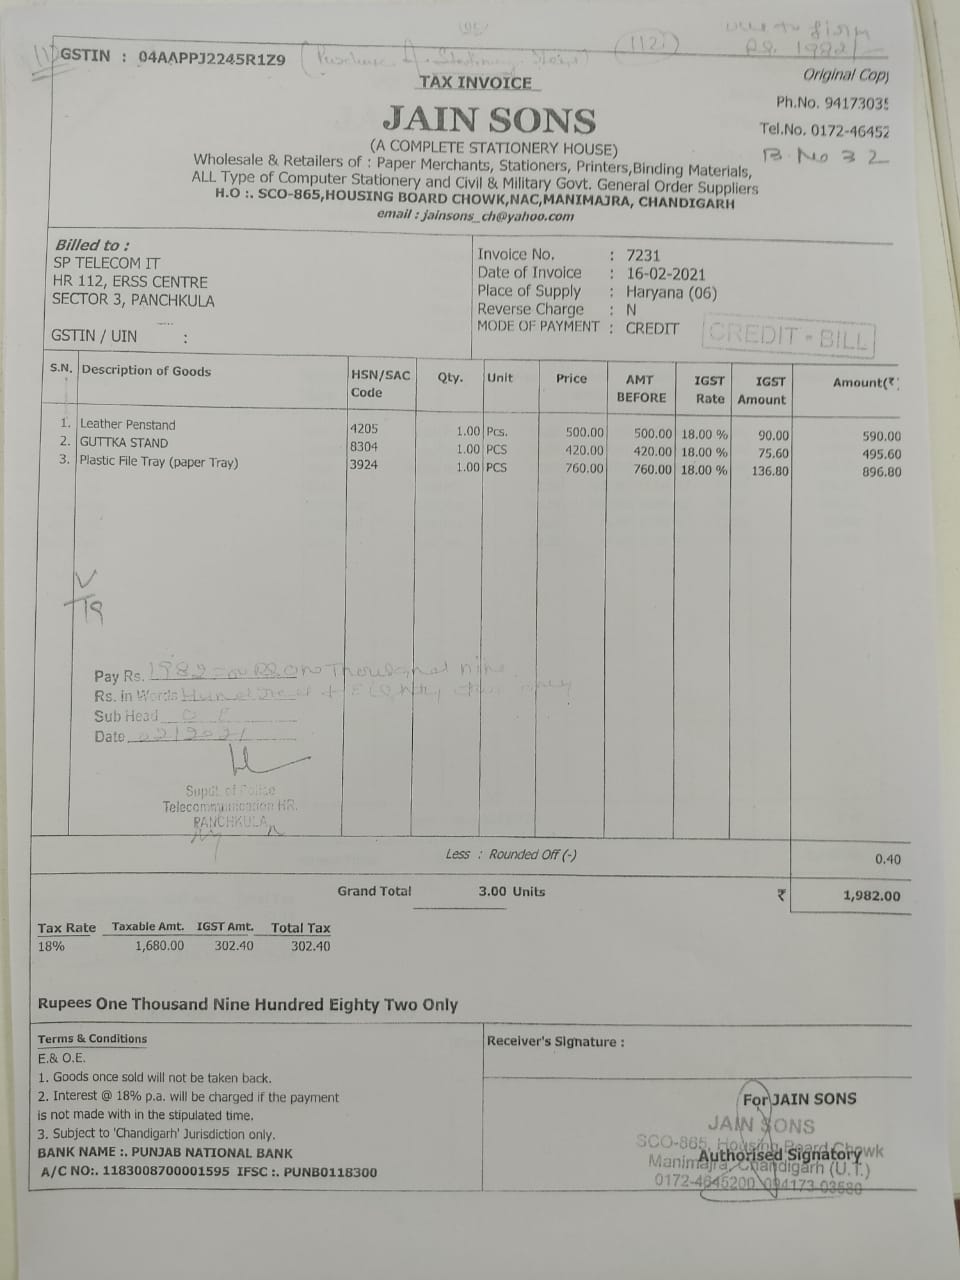 (112)
Rs. 1982/-
GSTIN : 04AAPPJ2245R1Z9
(Purchase of Stationery
Original Copy
TAX INVOICE
Ph.No. 9417303
JAIN SONS
Tel.No. 0172-46452
(A COMPLETE STATIONERY HOUSE)
B. No 32
Wholesale & Retailers of : Paper Merchants, Stationers, Printers,Binding Materials,
ALL Type of Computer Stationery and Civil & Military Govt. General Order Suppliers
H.O :. SCO-865,HOUSING BOARD CHOWK,NAC,MANIMAJRA, CHANDIGARH
email : jainsons_ch@yahoo.com
Billed to :
SP TELECOM IT
HR 112, ERSS CENTRE
SECTOR 3, PANCHKULA
GSTIN / UIN :
Invoice No. : 7231
Date of Invoice : 16-02-2021
Place of Supply : Haryana (06)
Reverse Charge : N
MODE OF PAYMENT : CREDIT
CREDIT - BILL
S.N. Description of Goods HSN/SAC Code Qty. Unit Price AMT BEFORE IGST Rate IGST Amount Amount(₹)
1. Leather Penstand 4205 1.00 Pcs. 500.00 500.00 18.00 % 90.00 590.00
2. GUTTKA STAND 8304 1.00 PCS 420.00 420.00 18.00 % 75.60 495.60
3. Plastic File Tray (paper Tray) 3924 1.00 PCS 760.00 760.00 18.00 % 136.80 896.80
Pay Rs. 1982 Rs One Thousand nine
Rs. in Words Hundred Eighty
Sub Head O E
Date 02/2021
Supdt. of Police
Telecommunication HR.
PANCHKULA
Less : Rounded Off (-) 0.40
Grand Total 3.00 Units ₹ 1,982.00
Tax Rate Taxable Amt. IGST Amt. Total Tax
18% 1,680.00 302.40 302.40
Rupees One Thousand Nine Hundred Eighty Two Only
Terms & Conditions
E.& O.E.
1. Goods once sold will not be taken back.
2. Interest @ 18% p.a. will be charged if the payment
is not made with in the stipulated time.
3. Subject to 'Chandigarh' Jurisdiction only.
BANK NAME :. PUNJAB NATIONAL BANK
A/C NO:. 1183008700001595 IFSC :. PUNB0118300
Receiver's Signature :
For JAIN SONS
JAIN SONS
SCO-865, Housing Board Chowk
Authorised Signatory
Manimajra, Chandigarh (U.T.)
0172-4645200, 094173-03580